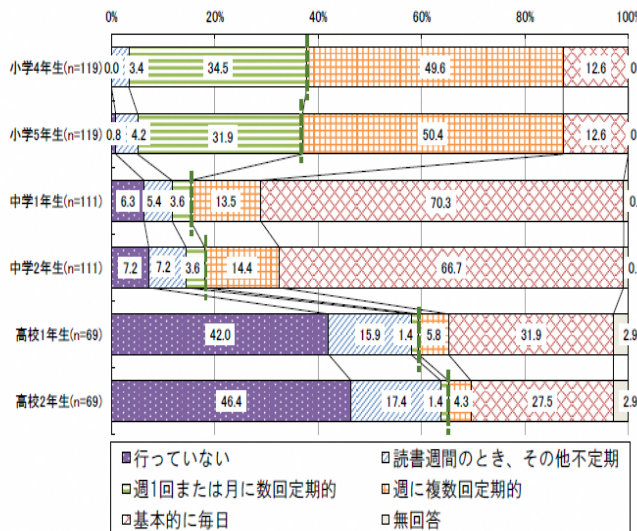 0% 20% 40% 60% 80% 100%
小学4年生(n=119) 0.0 3.4 34.5 49.6 12.6
小学5年生(n=119) 0.8 4.2 31.9 50.4 12.6
中学1年生(n=111) 6.3 5.4 3.6 13.5 70.3
中学2年生(n=111) 7.2 7.2 3.6 14.4 66.7
高校1年生(n=69) 42.0 15.9 1.4 5.8 31.9 2.9
高校2年生(n=69) 46.4 17.4 1.4 4.3 27.5 2.9
行っていない 読書週間のとき、その他不定期
週1回または月に数回定期的 週に複数回定期的
基本的に毎日 無回答